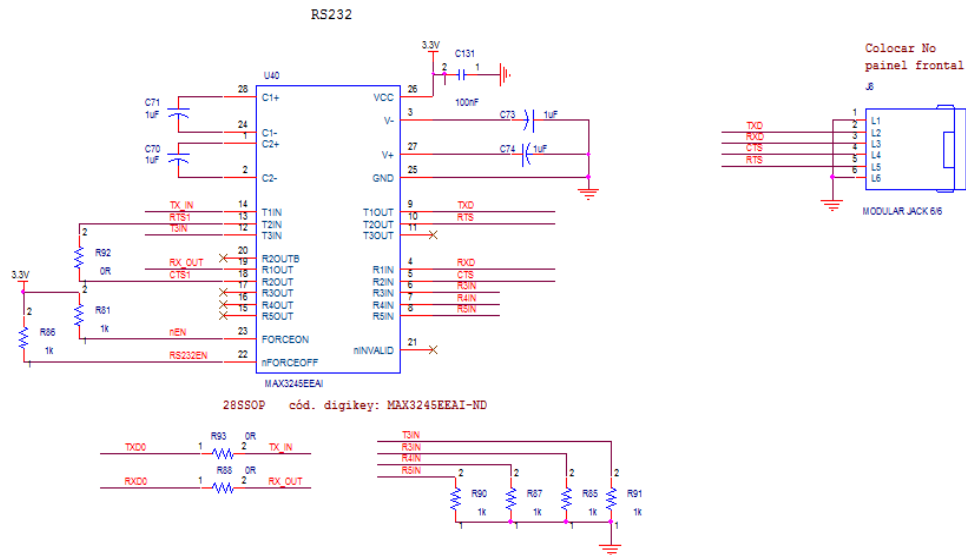 RS232
3.3V
C131
2
1
100nF
Colocar No
painel frontal
J8
U40
C71
1uF
C70
1uF
28
C1+
24
C1-
1
C2+
2
C2-
14
T1IN
13
T2IN
12
T3IN
20
R2OUTB
19
R1OUT
18
R2OUT
17
R3OUT
16
R4OUT
15
R5OUT
23
FORCEON
22
nFORCEOFF
26
VCC
3
V-
27
V+
25
GND
9
T1OUT
10
T2OUT
11
T3OUT
4
R1IN
5
R2IN
6
R3IN
7
R4IN
8
R5IN
21
nINVALID
MAX3245EEAI
C73
1uF
C74
1uF
TXD
RTS
RXD
CTS
R3IN
R4IN
R5IN
TXD
RXD
CTS
RTS
1
2
3
4
5
6
L1
L2
L3
L4
L5
L6
MODULAR JACK 6/6
TX_IN
RTS1
T3IN
RX_OUT
CTS1
2
R92
0R
3.3V
2
R81
1k
1
2
R86
1k
1
nEN
RS232EN
28SSOP cód. digikey: MAX3245EEAI-ND
TXD0
1
R93
0R
2
TX_IN
RXD0
1
R88
0R
2
RX_OUT
T3IN
R3IN
R4IN
R5IN
2
R90
1k
1
2
R87
1k
1
2
R85
1k
1
2
R91
1k
1